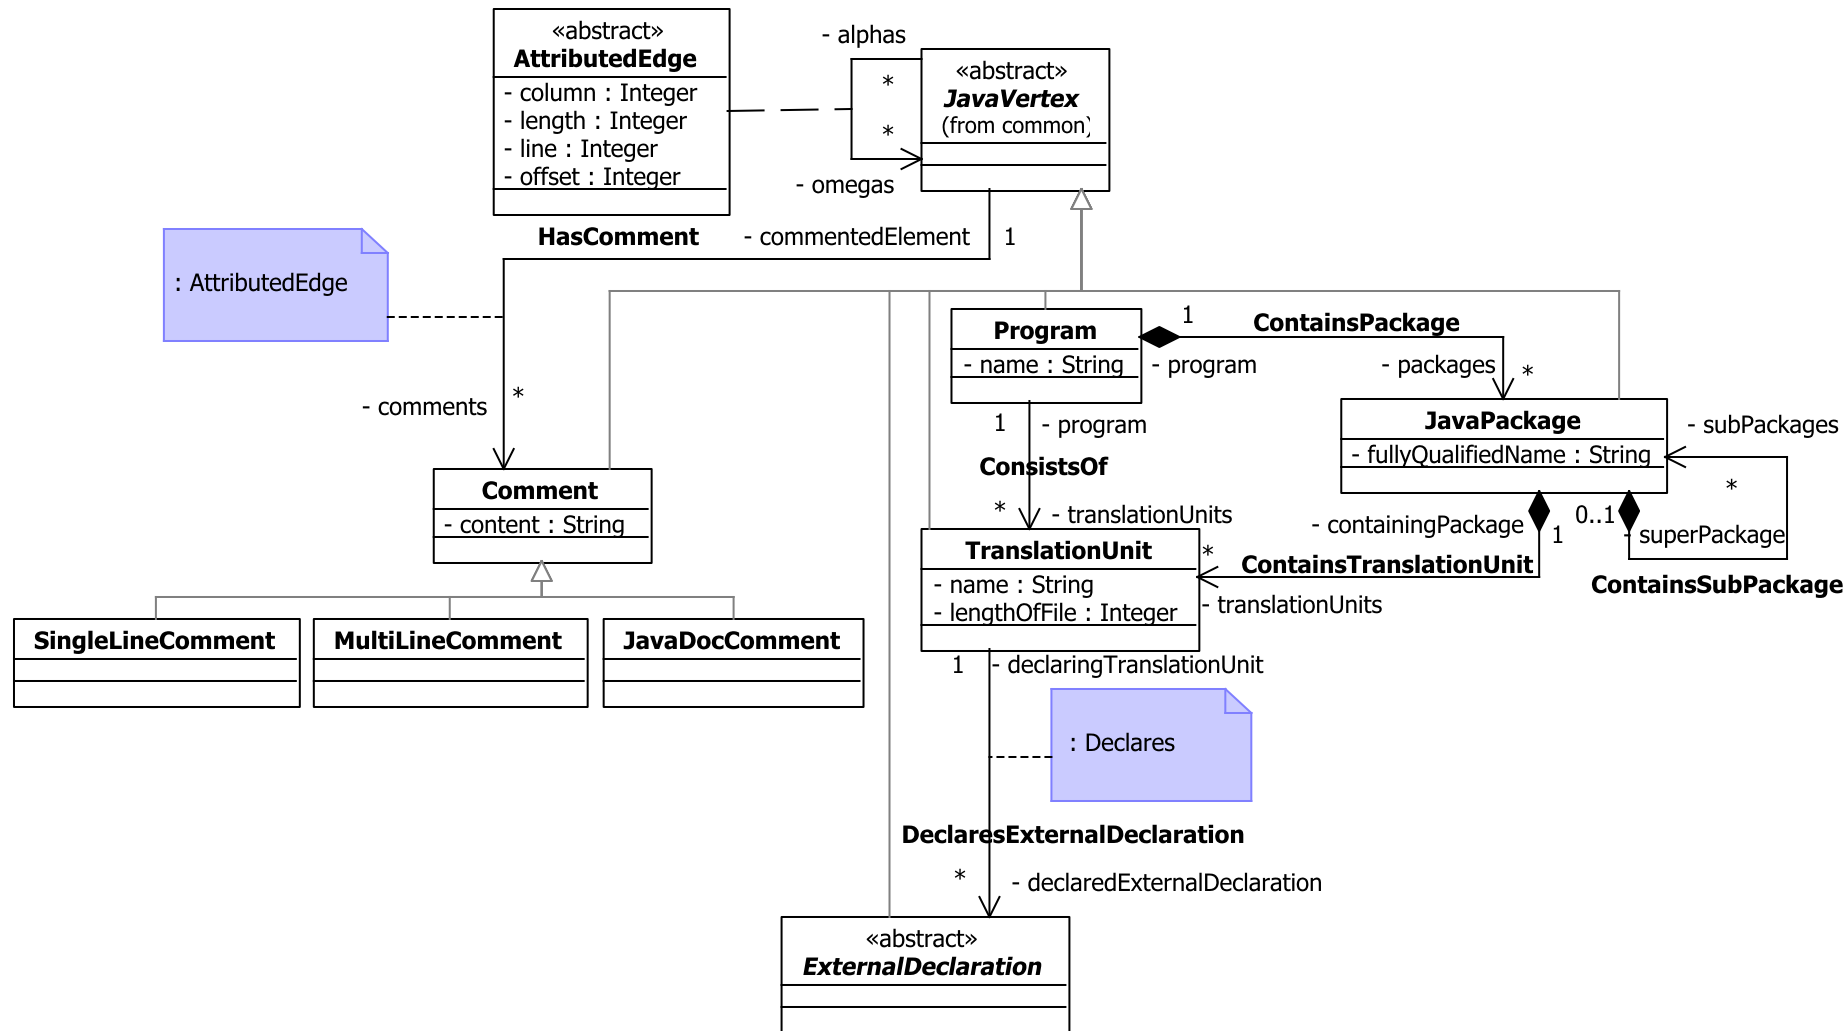 «abstract»
AttributedEdge
- column : Integer
- length : Integer
- line : Integer
- offset : Integer
- alphas
*
*
- omegas
«abstract»
JavaVertex
(from common)
HasComment
- commentedElement
1
: AttributedEdge
- comments
*
Program
- name : String
1
ContainsPackage
- program
- packages
*
1
- program
ConsistsOf
*
- translationUnits
JavaPackage
- fullyQualifiedName : String
- subPackages
*
- containingPackage
1
0..1
- superPackage
ContainsSubPackage
Comment
- content : String
TranslationUnit
- name : String
- lengthOfFile : Integer
*
ContainsTranslationUnit
- translationUnits
SingleLineComment
MultiLineComment
JavaDocComment
1
- declaringTranslationUnit
: Declares
DeclaresExternalDeclaration
*
- declaredExternalDeclaration
«abstract»
ExternalDeclaration